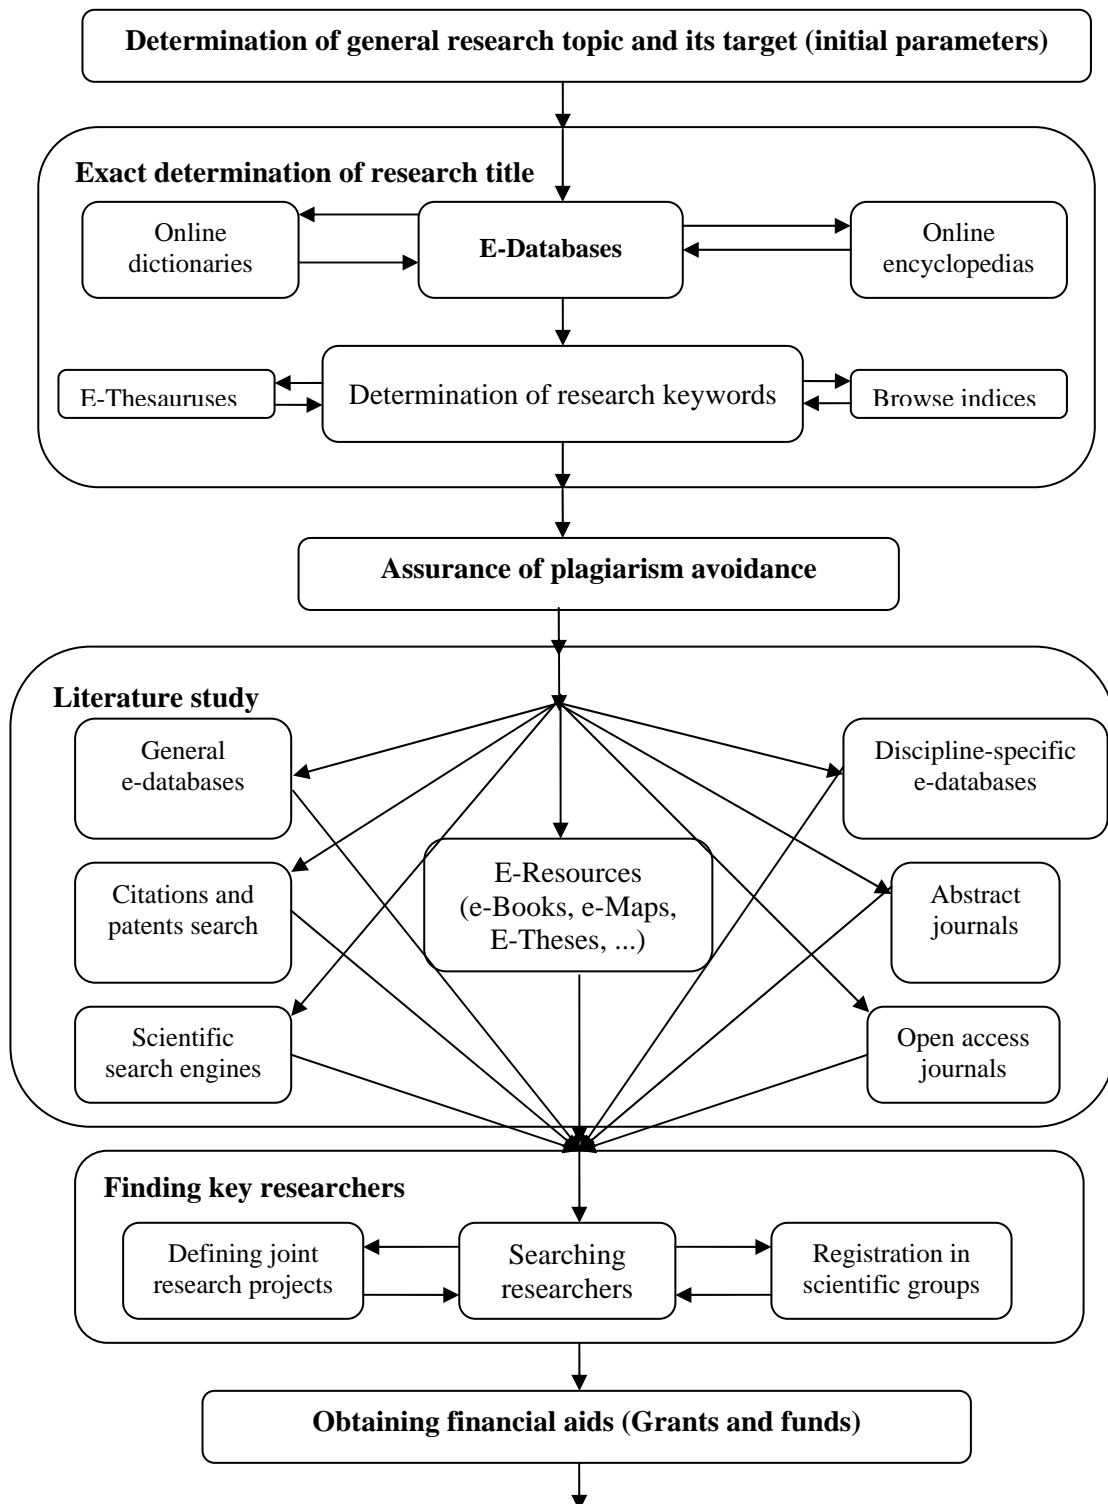 Determination of general research topic and its target (initial parameters)
Exact determination of research title
Online
dictionaries
E-Databases
Online
encyclopedias
E-Thesauruses
Determination of research keywords
Browse indices
Assurance of plagiarism avoidance
Literature study
General
e-databases
Discipline-specific
e-databases
E-Resources
(e-Books, e-Maps,
E-Theses, ...)
Citations and
patents search
Abstract
journals
Scientific
search engines
Open access
journals
Finding key researchers
Defining joint
research projects
Searching
researchers
Registration in
scientific groups
Obtaining financial aids (Grants and funds)